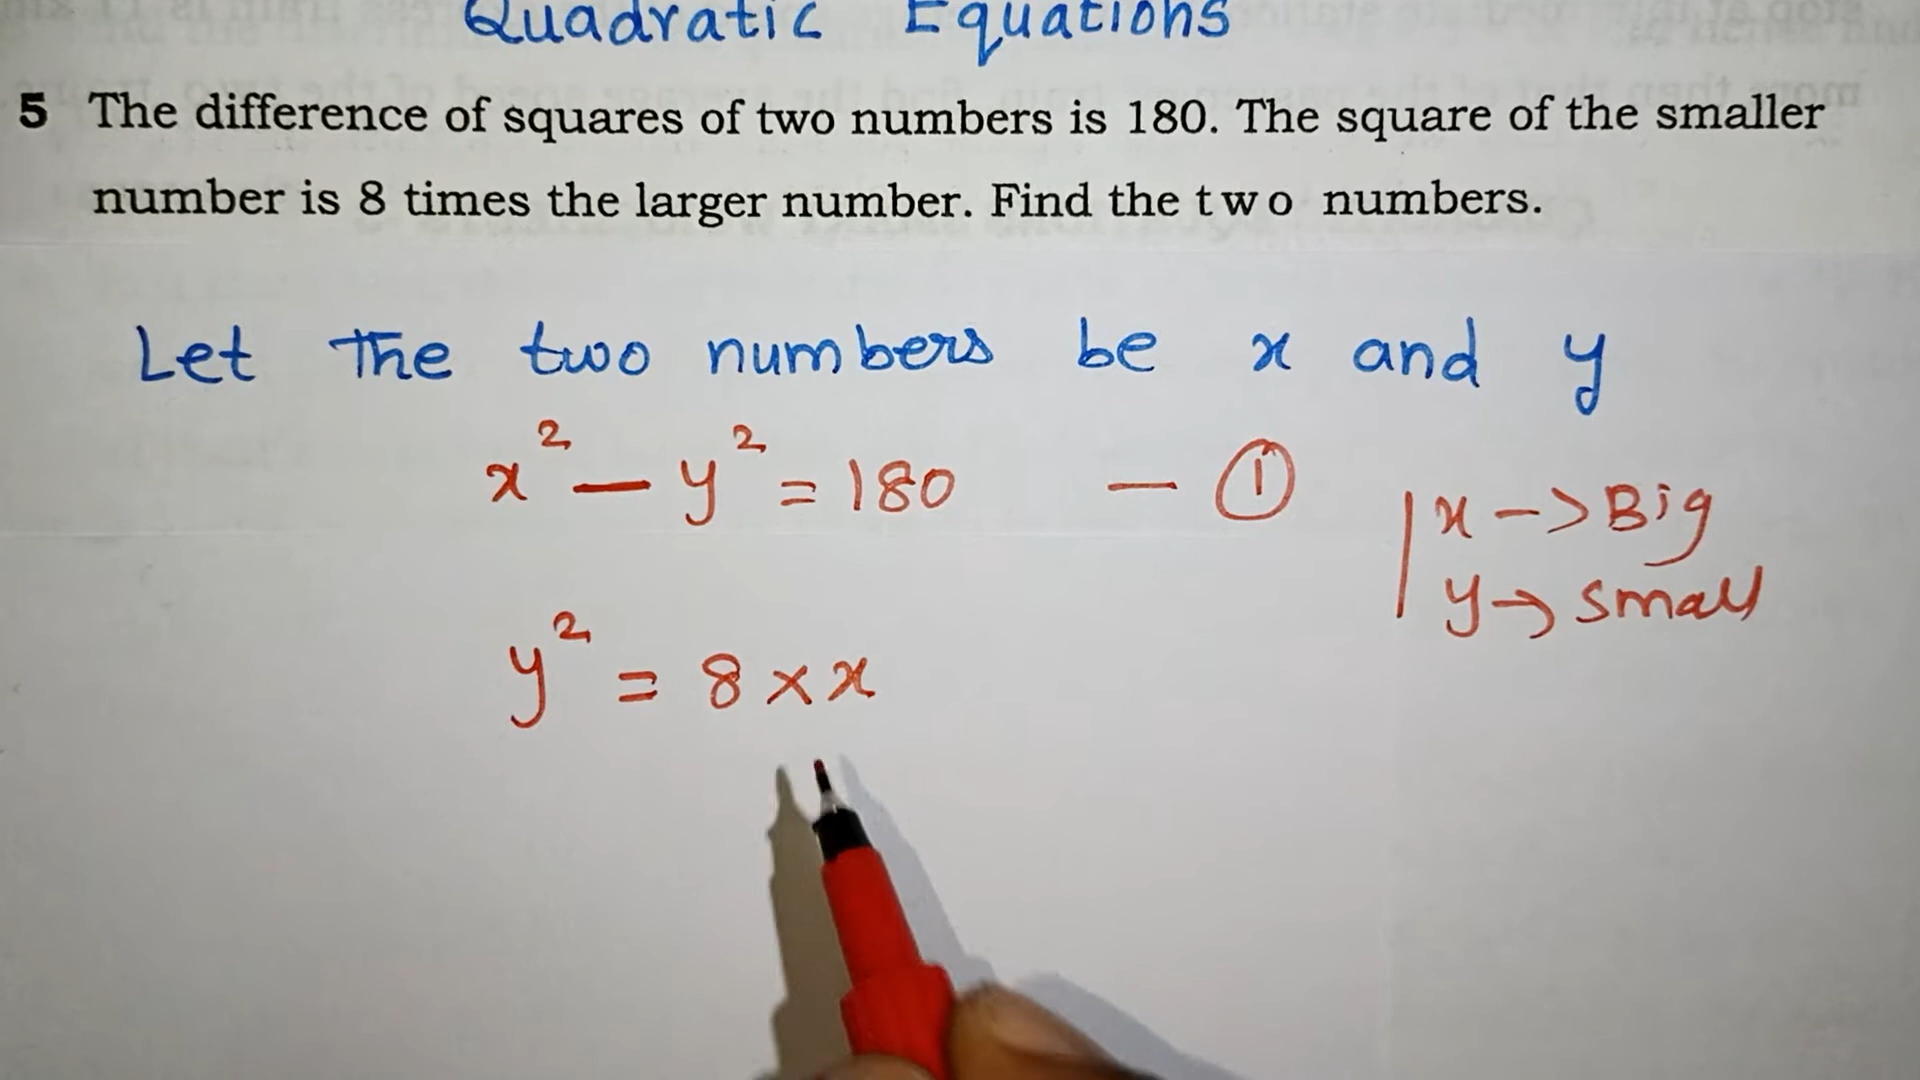 Quadratic Equations
5 The difference of squares of two numbers is 180. The square of the smaller
number is 8 times the larger number. Find the two numbers.
Let the two numbers be x and y
x² - y² = 180 - ①
x -> Big
y → small
y² = 8 × x